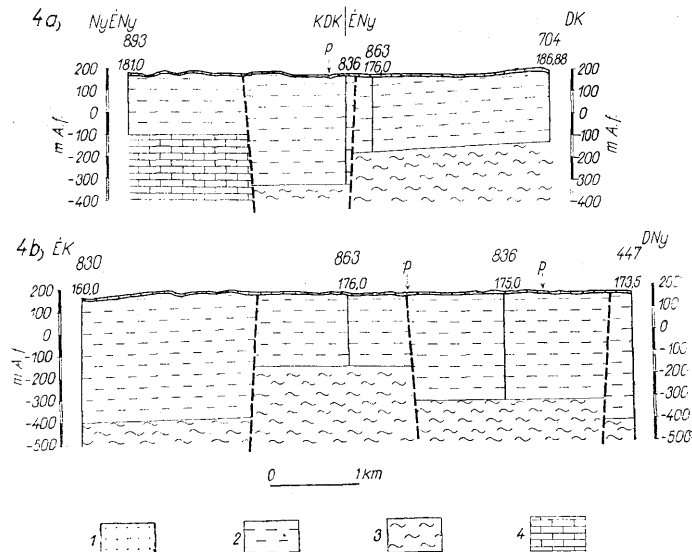 4a, NyÉNy KDK ÉNy DK
893 863 704
181,0 p 836 176,0 186,88
200 200
100 100
0 0
-100 -100
-200 -200
-300 -300
-400 -400
m A.f. m A.f.
4b, ÉK DNy
830 863 836 447
160,0 176,0 p 175,0 p 173,5
200 200
100 100
0 0
-100 -100
-200 -200
-300 -300
-400 -400
-500 -500
m A.f.
0 1 km
1 2 3 4